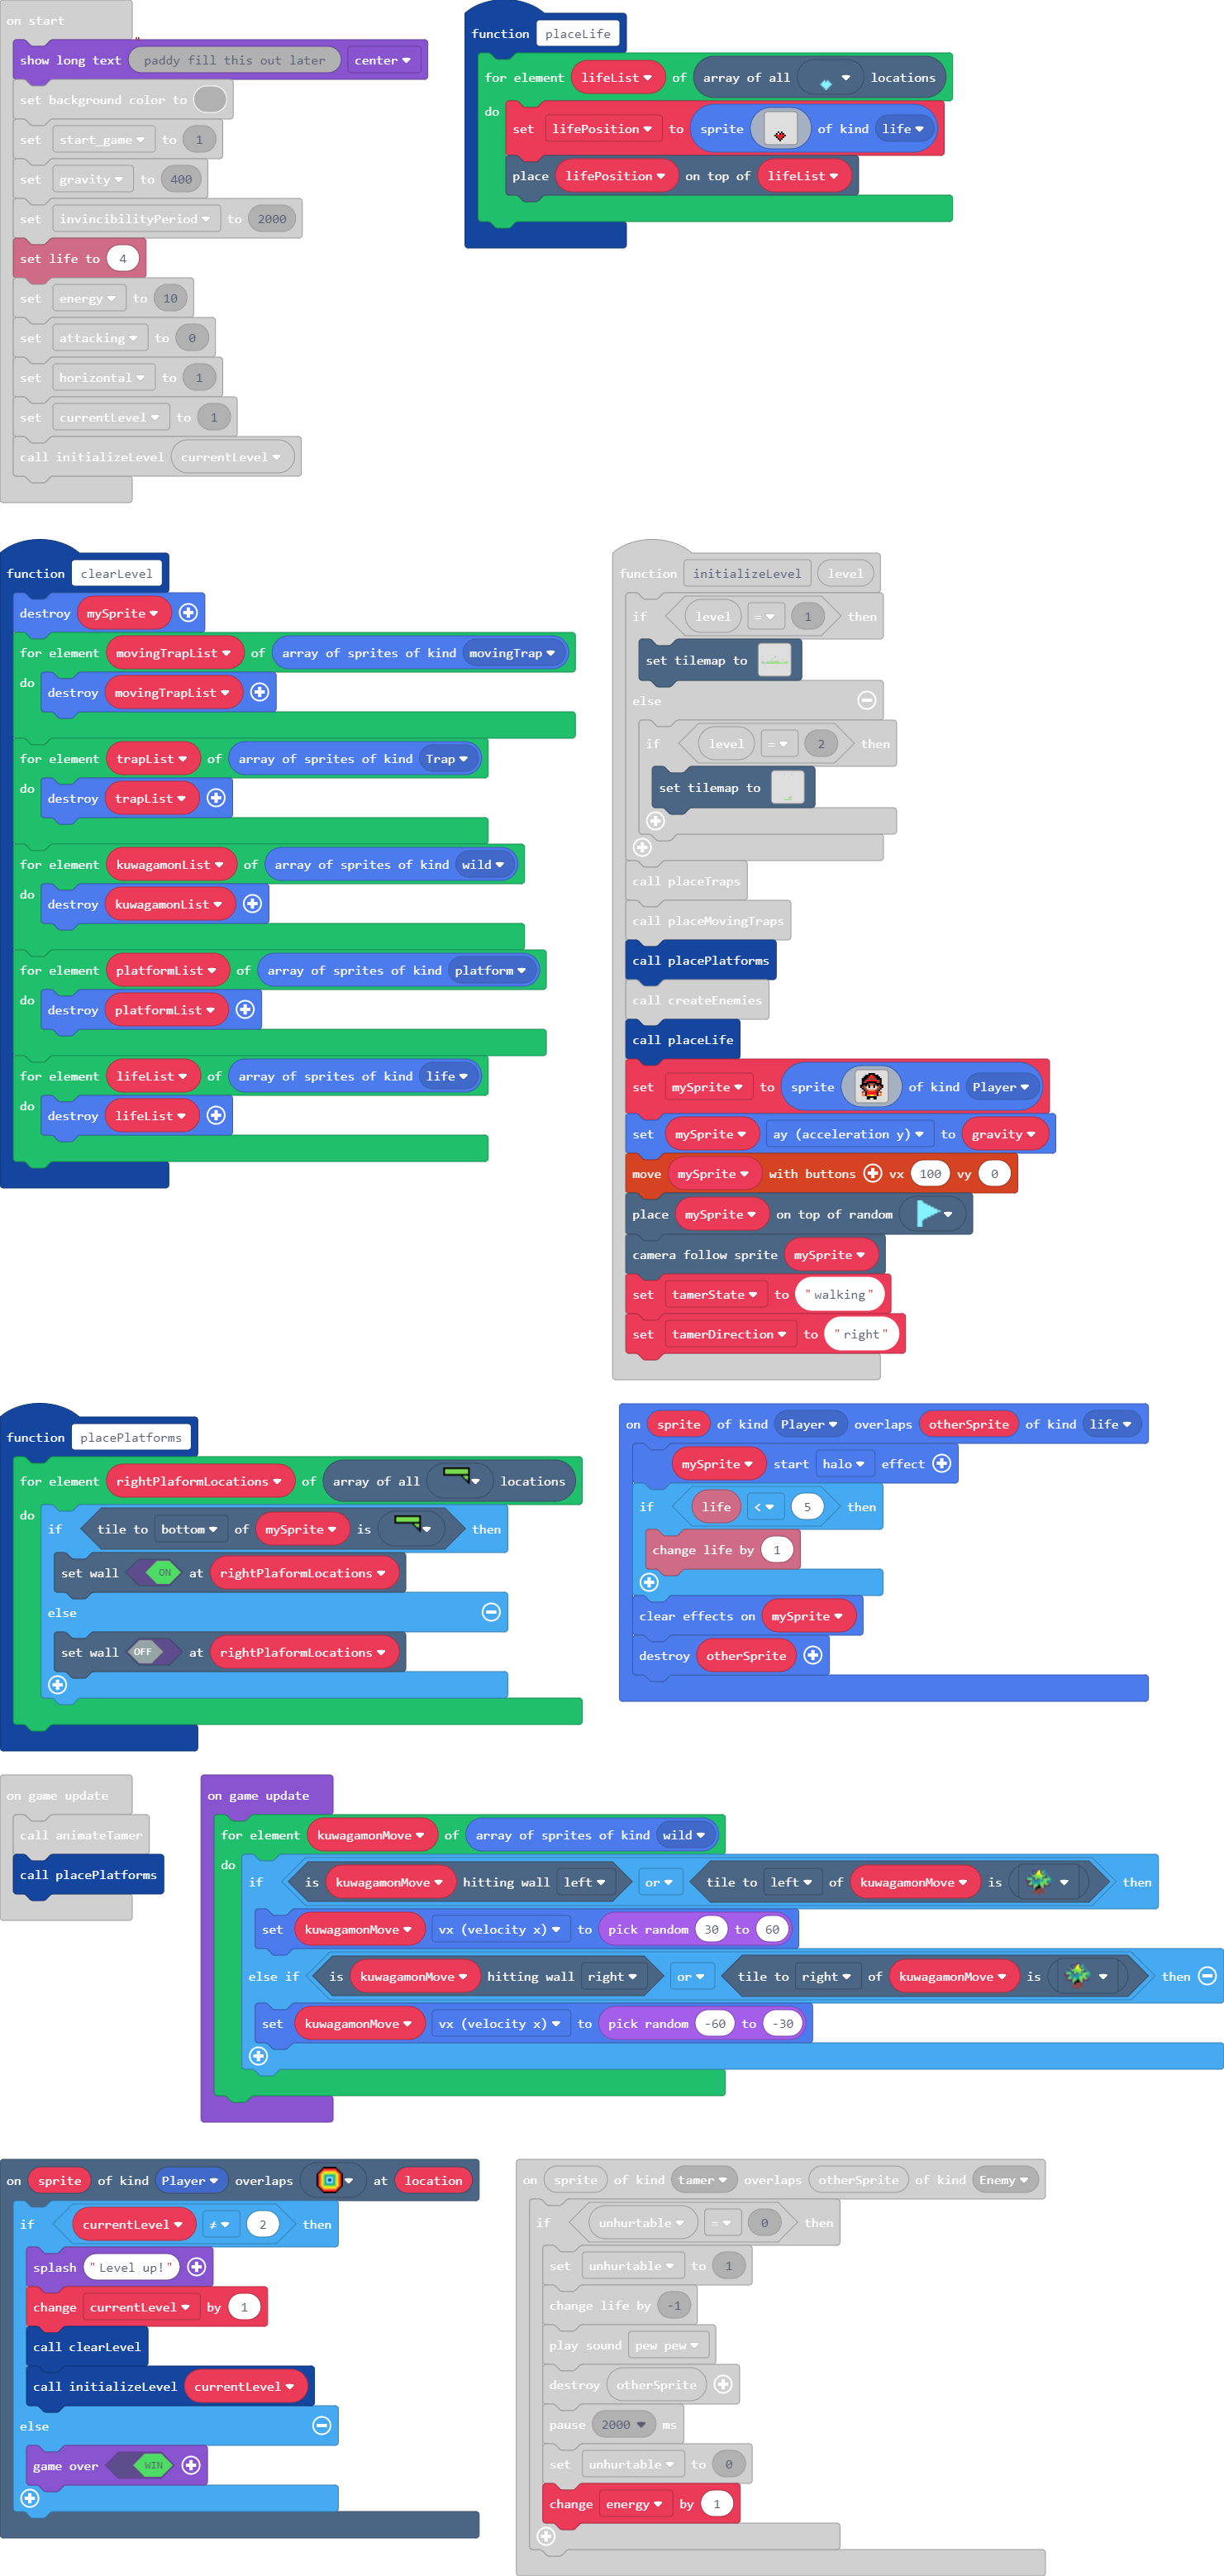 on start
show long text " paddy fill this out later center
set background color to
set start_game to 1
set gravity to 400
set invincibilityPeriod to 2000
set life to 4
set energy to 10
set attacking to 0
set horizontal to 1
set currentLevel to 1
call initializeLevel currentLevel
function placeLife
for element lifeList of array of all locations
do
set lifePosition to sprite of kind life
place lifePosition on top of lifeList
function clearLevel
destroy mySprite
for element movingTrapList of array of sprites of kind movingTrap
do destroy movingTrapList
for element trapList of array of sprites of kind Trap
do destroy trapList
for element kuwagamonList of array of sprites of kind wild
do destroy kuwagamonList
for element platformList of array of sprites of kind platform
do destroy platformList
for element lifeList of array of sprites of kind life
do destroy lifeList
function initializeLevel level
if level = 1 then
set tilemap to
else
if level = 2 then
set tilemap to
call placeTraps
call placeMovingTraps
call placePlatforms
call createEnemies
call placeLife
set mySprite to sprite of kind Player
set mySprite ay (acceleration y) to gravity
move mySprite with buttons vx 100 vy 0
place mySprite on top of random
camera follow sprite mySprite
set tamerState to "walking"
set tamerDirection to "right"
function placePlatforms
for element rightPlaformLocations of array of all locations
do
if tile to bottom of mySprite is then
set wall ON at rightPlaformLocations
else
set wall OFF at rightPlaformLocations
on sprite of kind Player overlaps otherSprite of kind life
mySprite start halo effect
if life < 5 then
change life by 1
clear effects on mySprite
destroy otherSprite
on game update
call animateTamer
call placePlatforms
on game update
for element kuwagamonMove of array of sprites of kind wild
do
if is kuwagamonMove hitting wall left or tile to left of kuwagamonMove is then
set kuwagamonMove vx (velocity x) to pick random 30 to 60
else if is kuwagamonMove hitting wall right or tile to right of kuwagamonMove is then
set kuwagamonMove vx (velocity x) to pick random -60 to -30
on sprite of kind Player overlaps at location
if currentLevel ≠ 2 then
splash "Level up!"
change currentLevel by 1
call clearLevel
call initializeLevel currentLevel
else
game over WIN
on sprite of kind tamer overlaps otherSprite of kind Enemy
if unhurtable = 0 then
set unhurtable to 1
change life by -1
play sound pew pew
destroy otherSprite
pause 2000 ms
set unhurtable to 0
change energy by 1